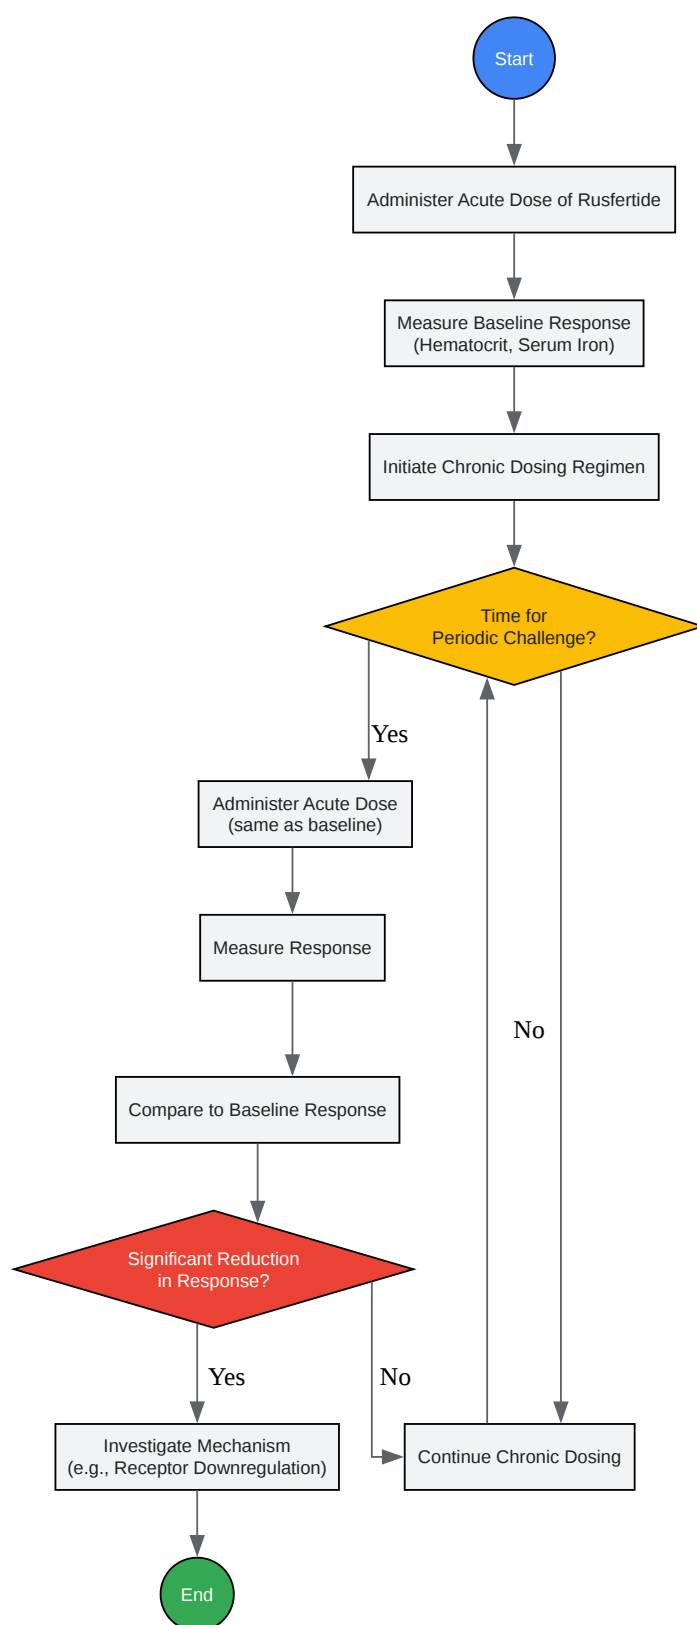 Start
Administer Acute Dose of Rusfertide
Measure Baseline Response
(Hematocrit, Serum Iron)
Initiate Chronic Dosing Regimen
Time for
Periodic Challenge?
Yes
Administer Acute Dose
(same as baseline)
Measure Response
No
Compare to Baseline Response
Significant Reduction
in Response?
Yes
No
Investigate Mechanism
(e.g., Receptor Downregulation)
Continue Chronic Dosing
End